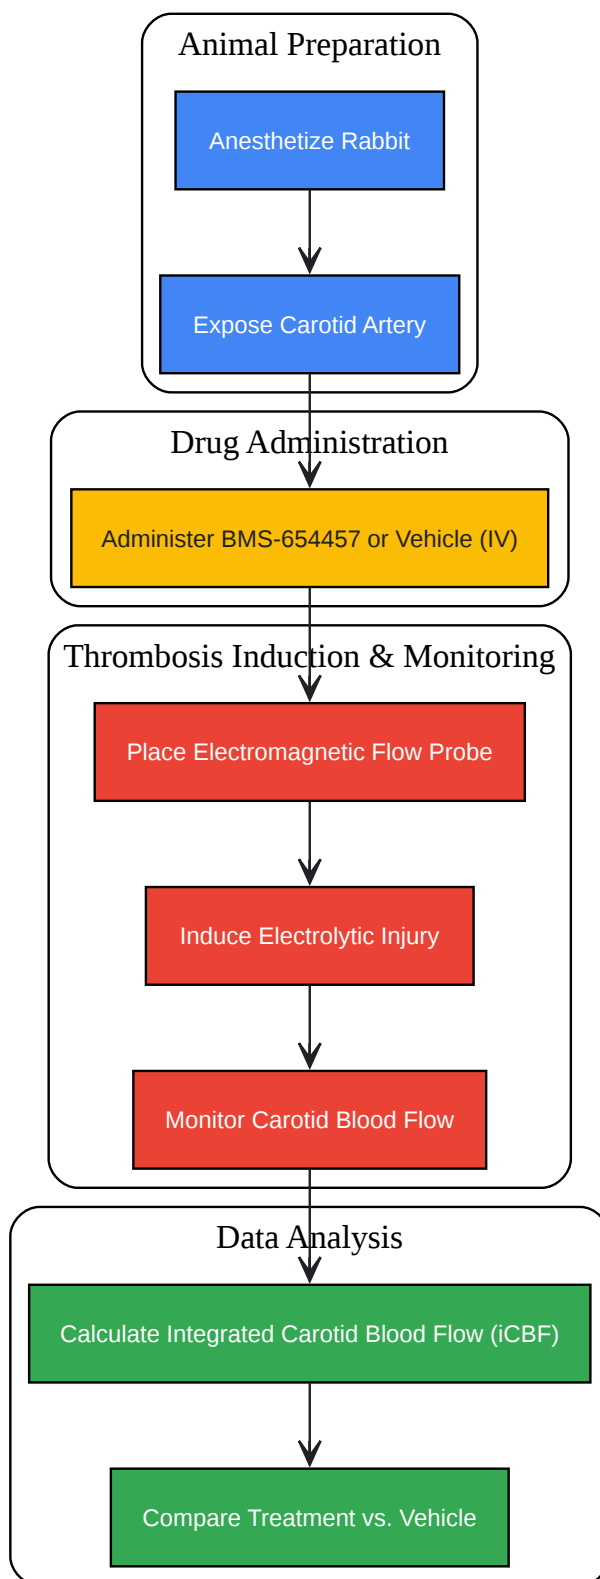 Animal Preparation
Anesthetize Rabbit
Expose Carotid Artery
Drug Administration
Administer BMS-654457 or Vehicle (IV)
Thrombosis Induction & Monitoring
Place Electromagnetic Flow Probe
Induce Electrolytic Injury
Monitor Carotid Blood Flow
Data Analysis
Calculate Integrated Carotid Blood Flow (iCBF)
Compare Treatment vs. Vehicle